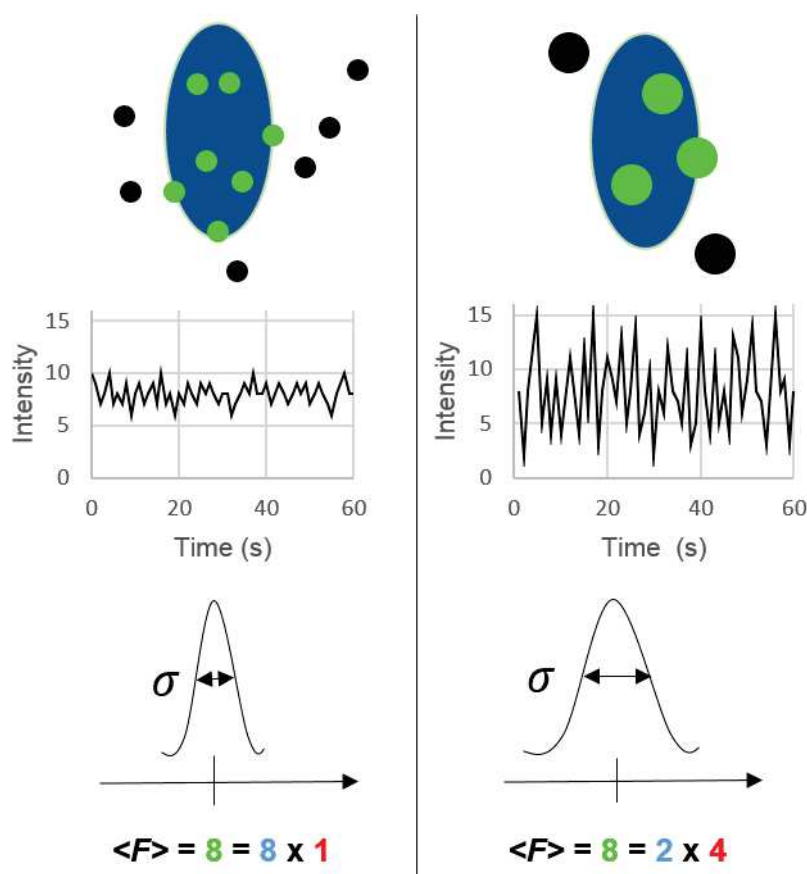 15
10
5
0
Intensity
0 20 40 60
Time (s)
σ
<F> = 8 = 8 x 1
15
10
5
0
Intensity
0 20 40 60
Time (s)
σ
<F> = 8 = 2 x 4